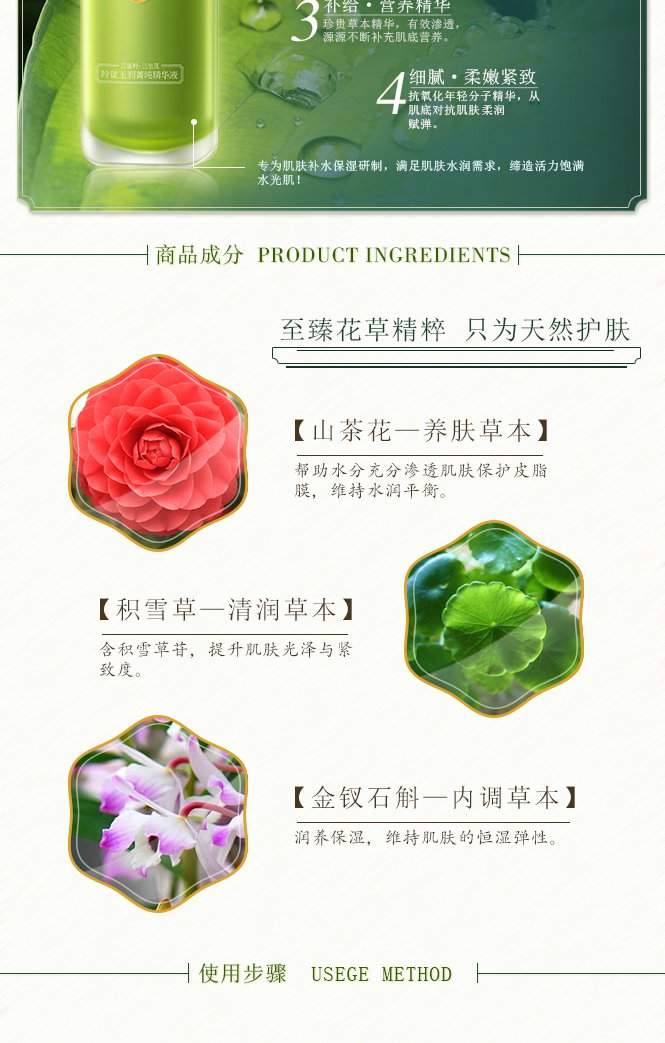 3
补给·营养精华
珍贵草本精华，有效渗透，
源源不断补充肌底营养。
4
细腻·柔嫩紧致
抗氧化年轻分子精华，从
肌底对抗肌肤柔润
赋弹。
玲珑玉润菁纯精华液
专为肌肤补水保湿研制，满足肌肤水润需求，缔造活力饱满
水光肌！
商品成分 PRODUCT INGREDIENTS
至臻花草精粹 只为天然护肤
【山茶花—养肤草本】
帮助水分充分渗透肌肤保护皮脂
膜，维持水润平衡。
【积雪草—清润草本】
含积雪草苷，提升肌肤光泽与紧
致度。
【金钗石斛—内调草本】
润养保湿，维持肌肤的恒湿弹性。
使用步骤 USEGE METHOD